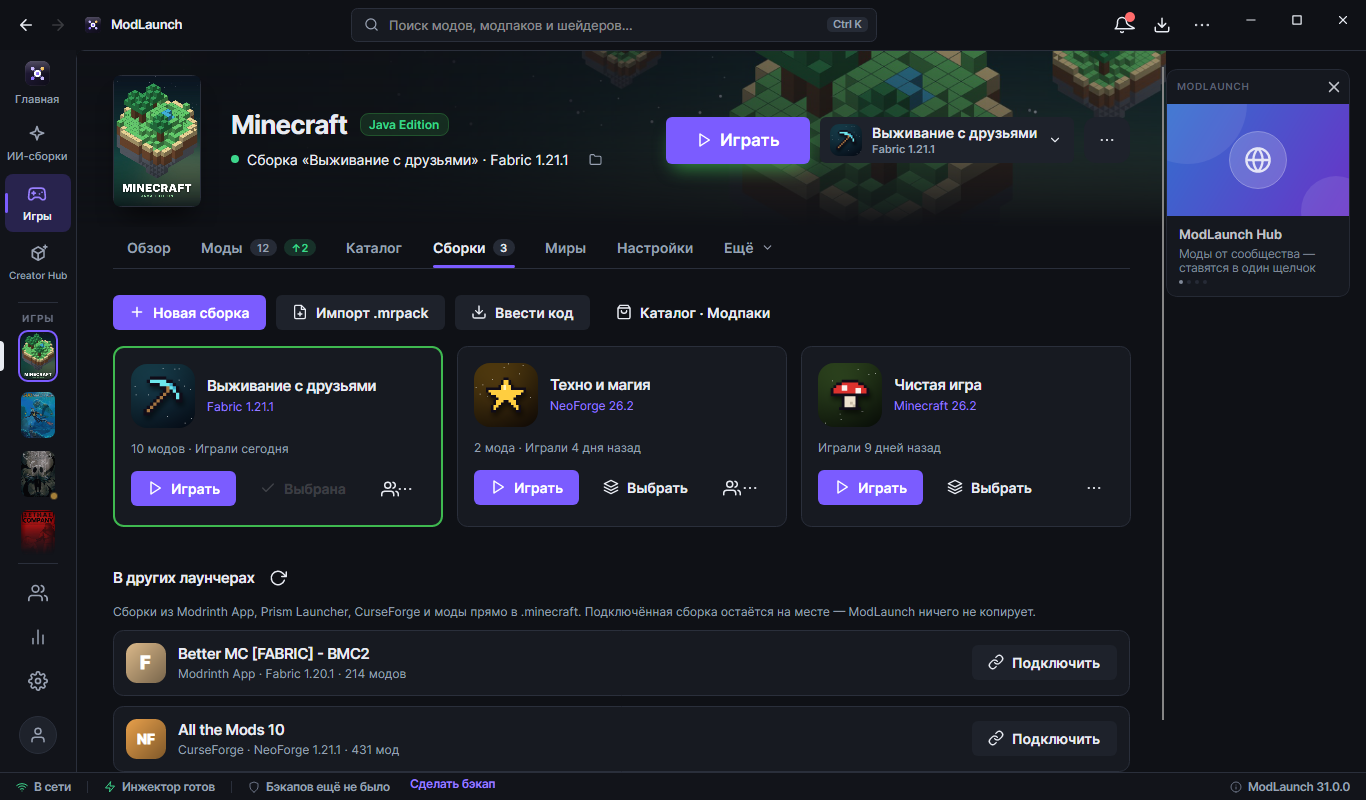 ModLaunch
Поиск модов, модпаков и шейдеров...
Ctrl K
Главная
ИИ-сборки
Игры
Creator Hub
ИГРЫ
MINECRAFT
MINECRAFT
Minecraft
Java Edition
Сборка «Выживание с друзьями» · Fabric 1.21.1
Играть
Выживание с друзьями
Fabric 1.21.1
MODLAUNCH
ModLaunch Hub
Моды от сообщества —
ставятся в один щелчок
Обзор
Моды 12 ↑2
Каталог
Сборки 3
Миры
Настройки
Ещё
+ Новая сборка
Импорт .mrpack
Ввести код
Каталог · Модпаки
Выживание с друзьями
Fabric 1.21.1
10 модов · Играли сегодня
Играть
Выбрана
Техно и магия
NeoForge 26.2
2 мода · Играли 4 дня назад
Играть
Выбрать
Чистая игра
Minecraft 26.2
Играли 9 дней назад
Играть
Выбрать
В других лаунчерах
Сборки из Modrinth App, Prism Launcher, CurseForge и моды прямо в .minecraft. Подключённая сборка остаётся на месте — ModLaunch ничего не копирует.
F
Better MC [FABRIC] - BMC2
Modrinth App · Fabric 1.20.1 · 214 модов
Подключить
NF
All the Mods 10
CurseForge · NeoForge 1.21.1 · 431 мод
Подключить
В сети
Инжектор готов
Бэкапов ещё не было
Сделать бэкап
ModLaunch 31.0.0